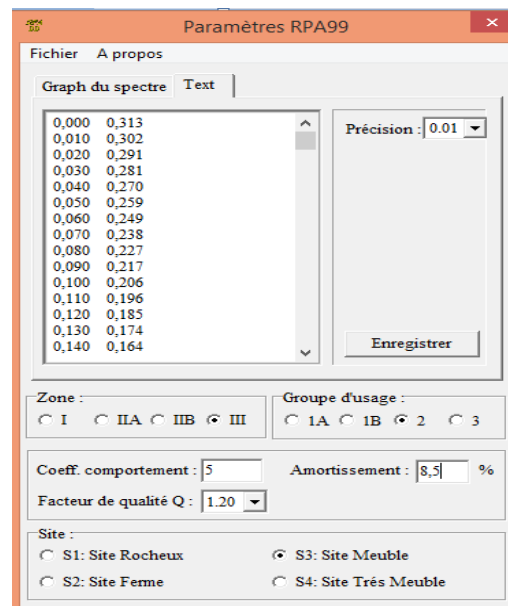 Paramètres RPA99
Fichier A propos
Graph du spectre Text
0,000 0,313
0,010 0,302
0,020 0,291
0,030 0,281
0,040 0,270
0,050 0,259
0,060 0,249
0,070 0,238
0,080 0,227
0,090 0,217
0,100 0,206
0,110 0,196
0,120 0,185
0,130 0,174
0,140 0,164
Précision : 0.01
Enregistrer
Zone :
I IIA IIB III
Groupe d'usage :
1A 1B 2 3
Coeff. comportement : 5 Amortissement : 8,5 %
Facteur de qualité Q : 1.20
Site :
S1: Site Rocheux S3: Site Meuble
S2: Site Ferme S4: Site Trés Meuble